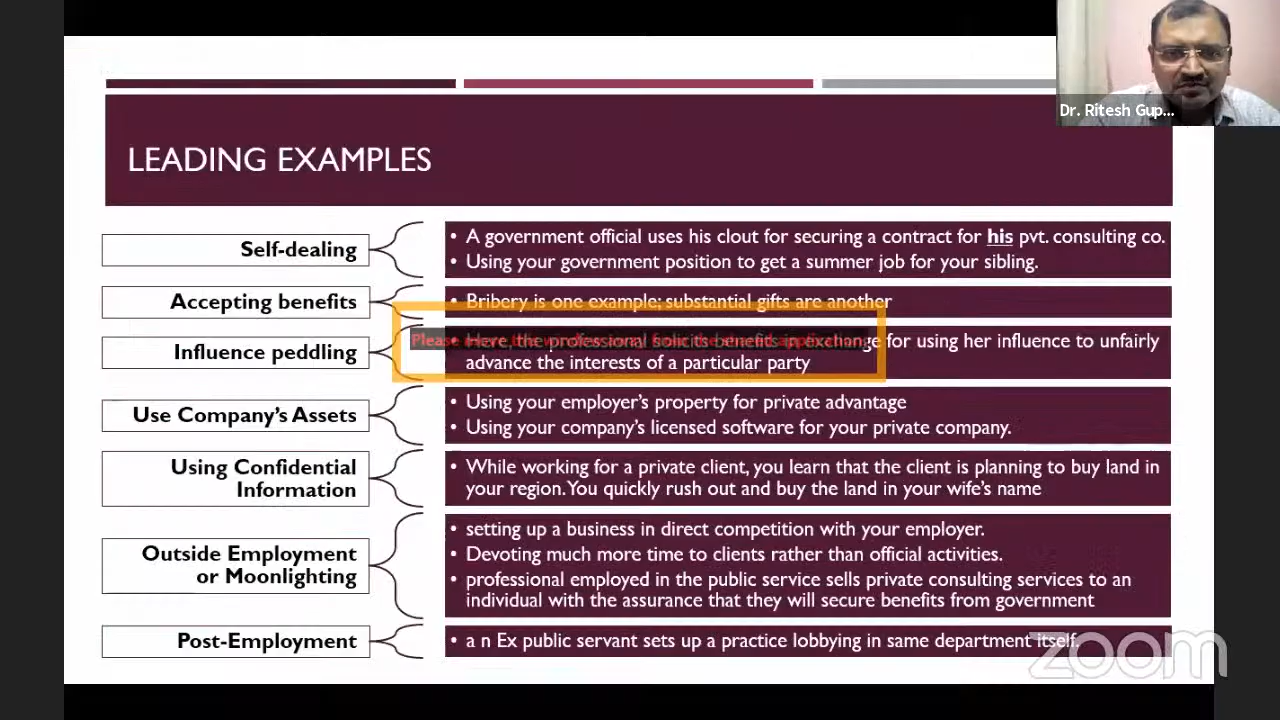 Dr. Ritesh Gup...
LEADING EXAMPLES
Self-dealing
• A government official uses his clout for securing a contract for his pvt. consulting co.
• Using your government position to get a summer job for your sibling.
Accepting benefits
• Bribery is one example; substantial gifts are another
Influence peddling
• Here, the professional solicits benefits in exchange for using her influence to unfairly
advance the interests of a particular party
Please move the window away from the shared application
Use Company's Assets
• Using your employer's property for private advantage
• Using your company's licensed software for your private company.
Using Confidential
Information
• While working for a private client, you learn that the client is planning to buy land in
your region. You quickly rush out and buy the land in your wife's name
Outside Employment
or Moonlighting
• setting up a business in direct competition with your employer.
• Devoting much more time to clients rather than official activities.
• professional employed in the public service sells private consulting services to an
individual with the assurance that they will secure benefits from government
Post-Employment
• a n Ex public servant sets up a practice lobbying in same department itself.
zoom